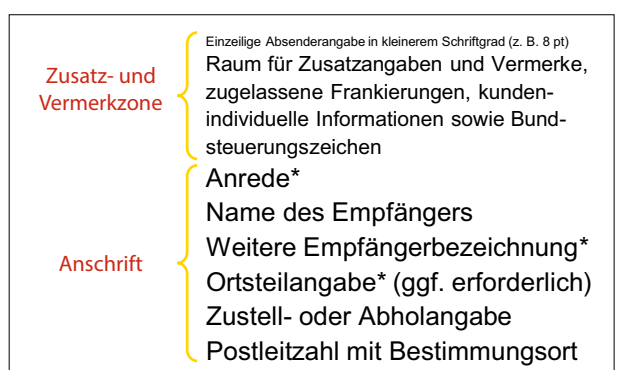 Einzeilige Absenderangabe in kleinerem Schriftgrad (z. B. 8 pt)
Zusatz- und
Vermerkzone
Raum für Zusatzangaben und Vermerke,
zugelassene Frankierungen, kunden-
individuelle Informationen sowie Bund-
steuerungszeichen
Anschrift
Anrede*
Name des Empfängers
Weitere Empfängerbezeichnung*
Ortsteilangabe* (ggf. erforderlich)
Zustell- oder Abholangabe
Postleitzahl mit Bestimmungsort